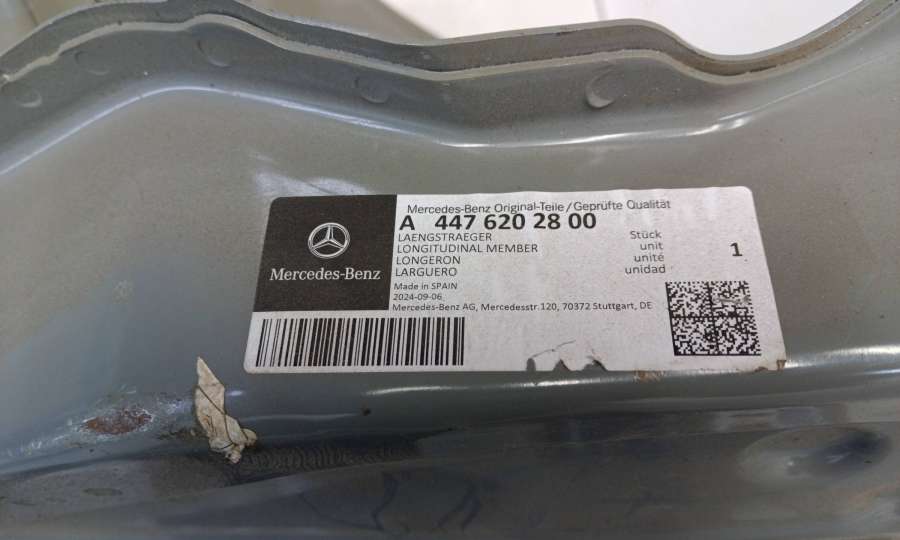 Mercedes-Benz Original-Teile/Geprüfte Qualität
A 447 620 28 00
LAENGSTRAEGER
LONGITUDINAL MEMBER
LONGERON
LARGUERO
Stück
unit
unité
unidad
1
Made in SPAIN
2024-09-06
Mercedes-Benz AG, Mercedesstr.120, 70372 Stuttgart, DE
Mercedes-Benz